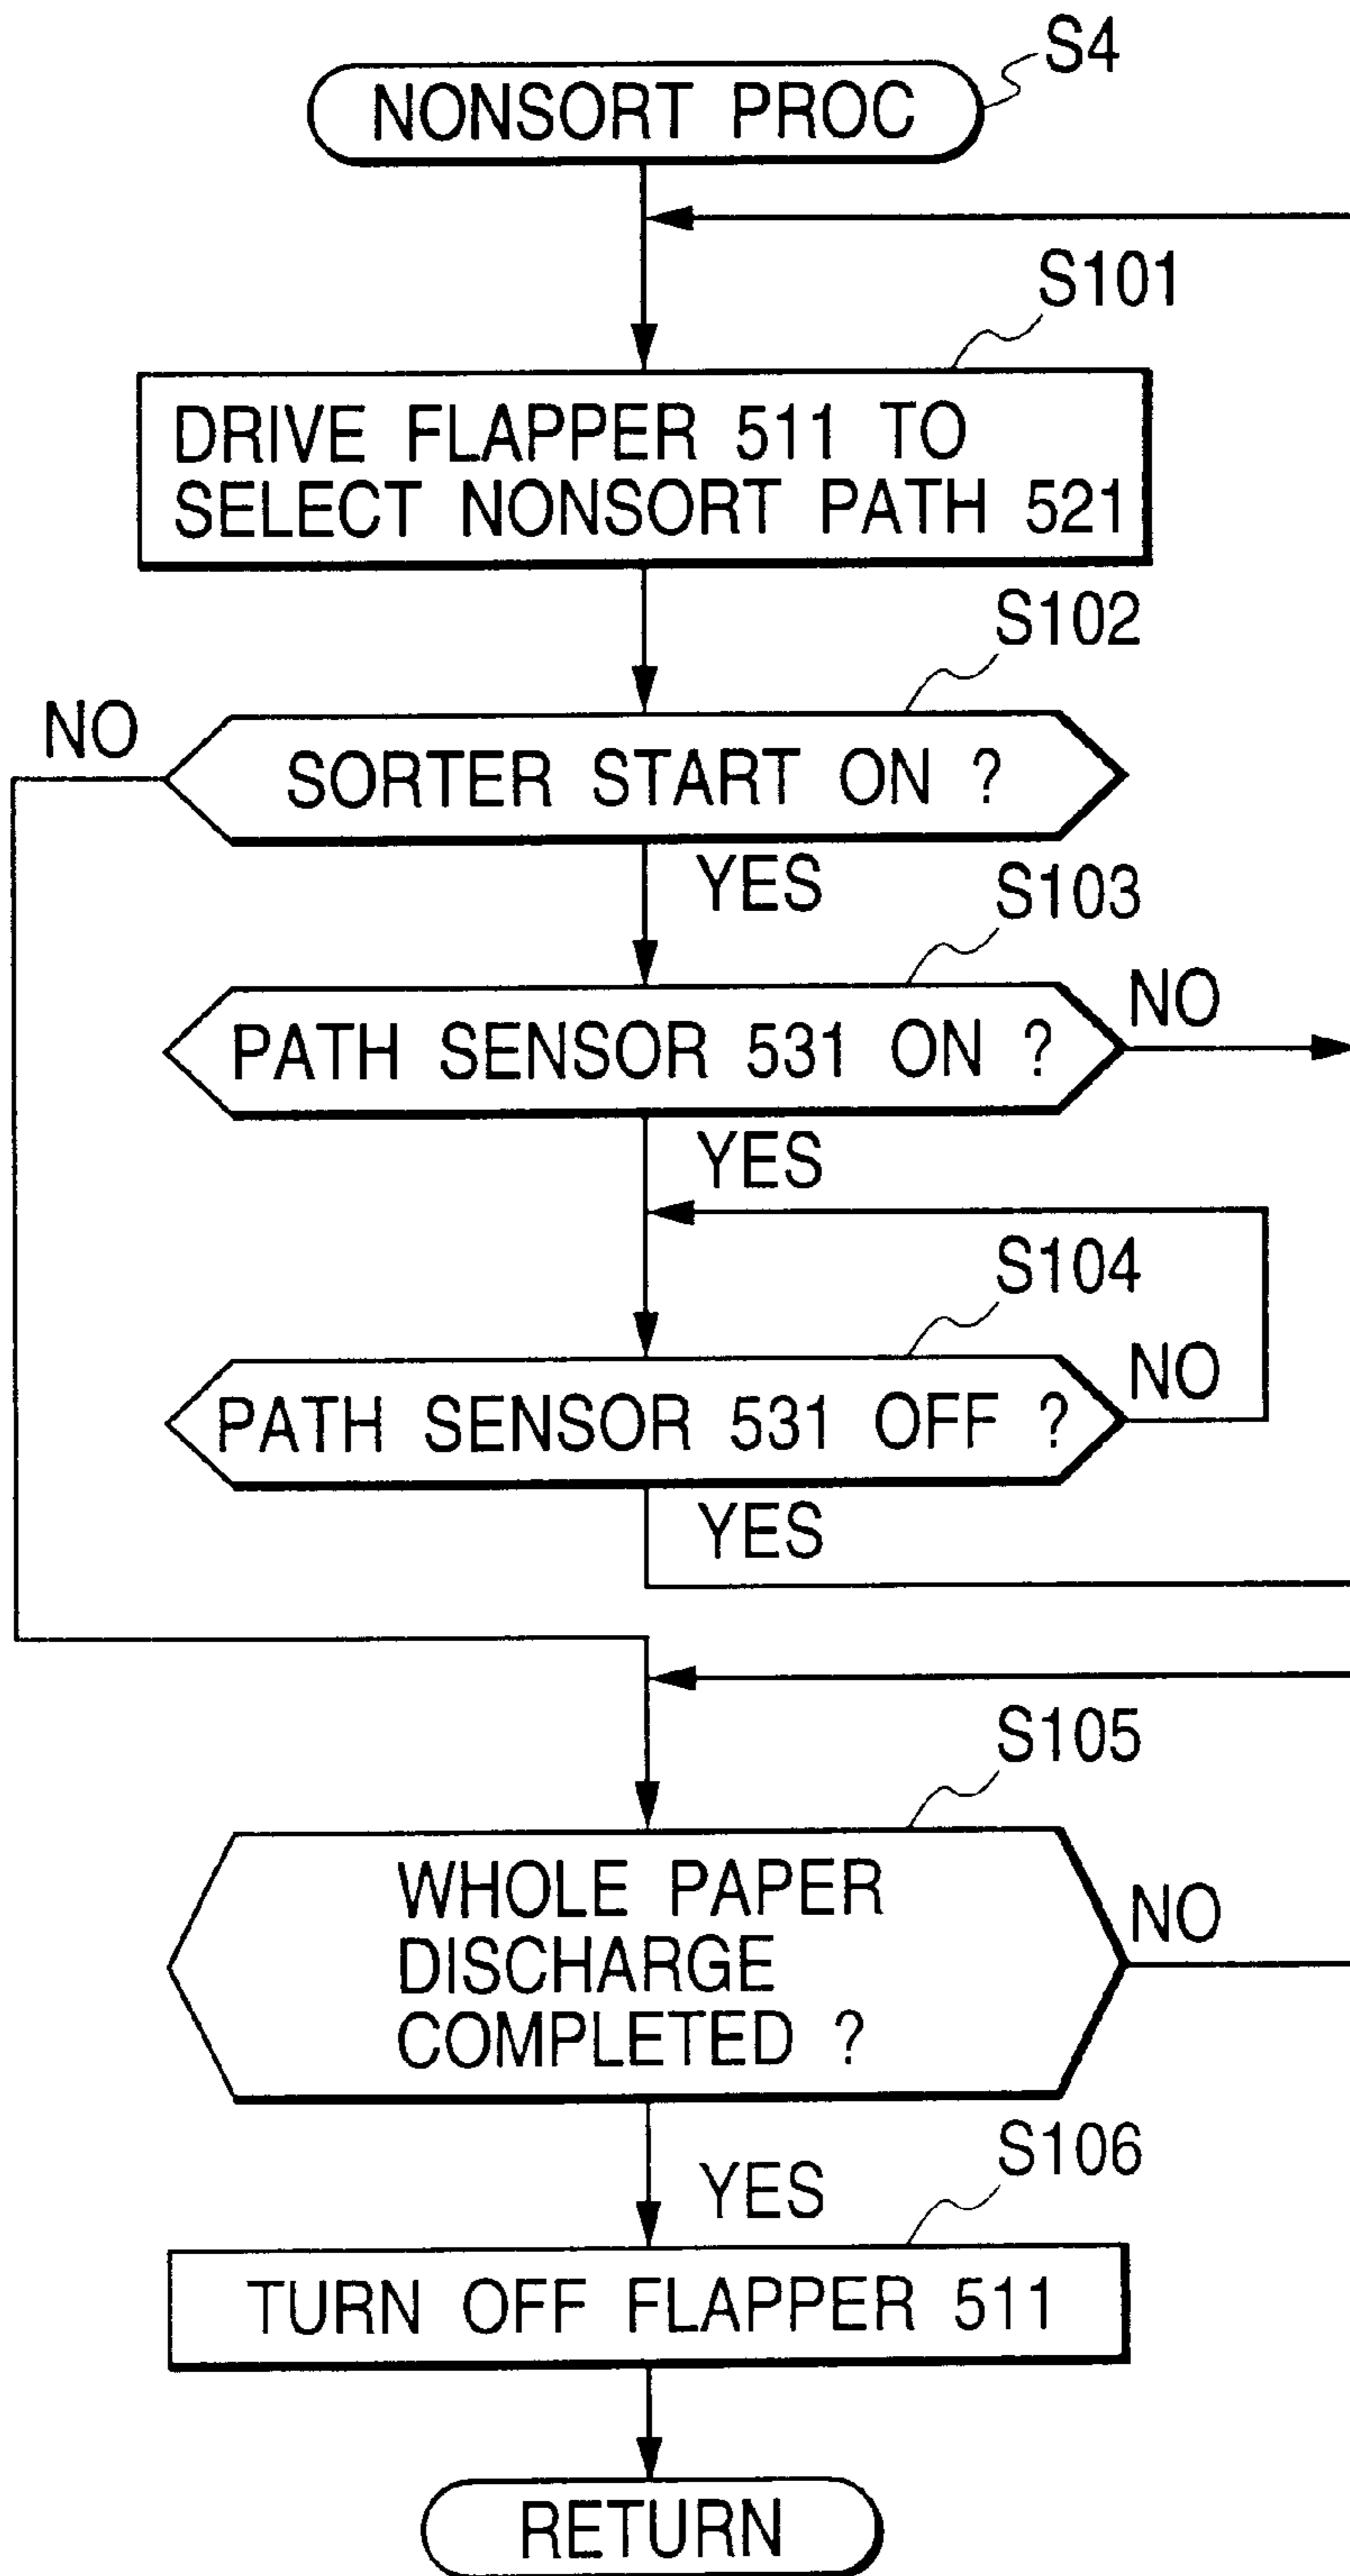 S4
NONSORT PROC
S101
DRIVE FLAPPER 511 TO
SELECT NONSORT PATH 521
S102
NO
SORTER START ON ?
YES
S103
PATH SENSOR 531 ON ?
NO
YES
S104
PATH SENSOR 531 OFF ?
NO
YES
S105
WHOLE PAPER
DISCHARGE
COMPLETED ?
NO
YES
S106
TURN OFF FLAPPER 511
RETURN